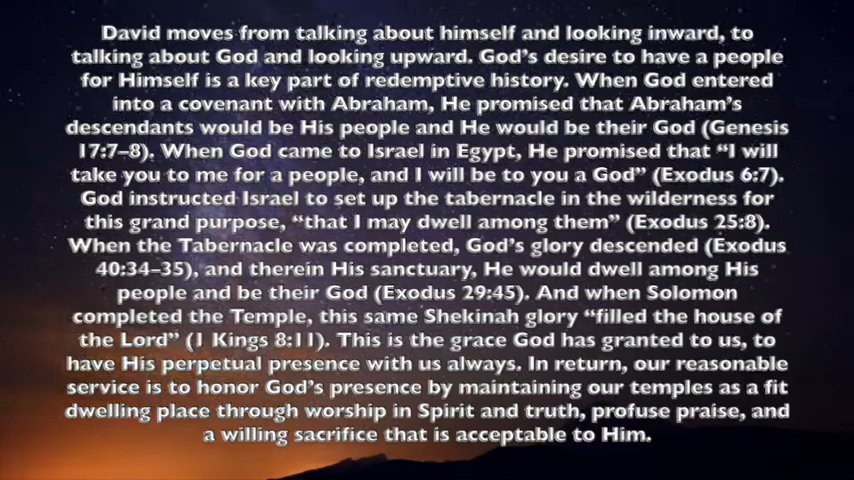 David moves from talking about himself and looking inward, to
talking about God and looking upward. God’s desire to have a people
for Himself is a key part of redemptive history. When God entered
into a covenant with Abraham, He promised that Abraham’s
descendants would be His people and He would be their God (Genesis
17:7–8). When God came to Israel in Egypt, He promised that “I will
take you to me for a people, and I will be to you a God” (Exodus 6:7).
God instructed Israel to set up the tabernacle in the wilderness for
this grand purpose, “that I may dwell among them” (Exodus 25:8).
When the Tabernacle was completed, God’s glory descended (Exodus
40:34–35), and therein His sanctuary, He would dwell among His
people and be their God (Exodus 29:45). And when Solomon
completed the Temple, this same Shekinah glory “filled the house of
the Lord” (1 Kings 8:11). This is the grace God has granted to us, to
have His perpetual presence with us always. In return, our reasonable
service is to honor God’s presence by maintaining our temples as a fit
dwelling place through worship in Spirit and truth, profuse praise, and
a willing sacrifice that is acceptable to Him.